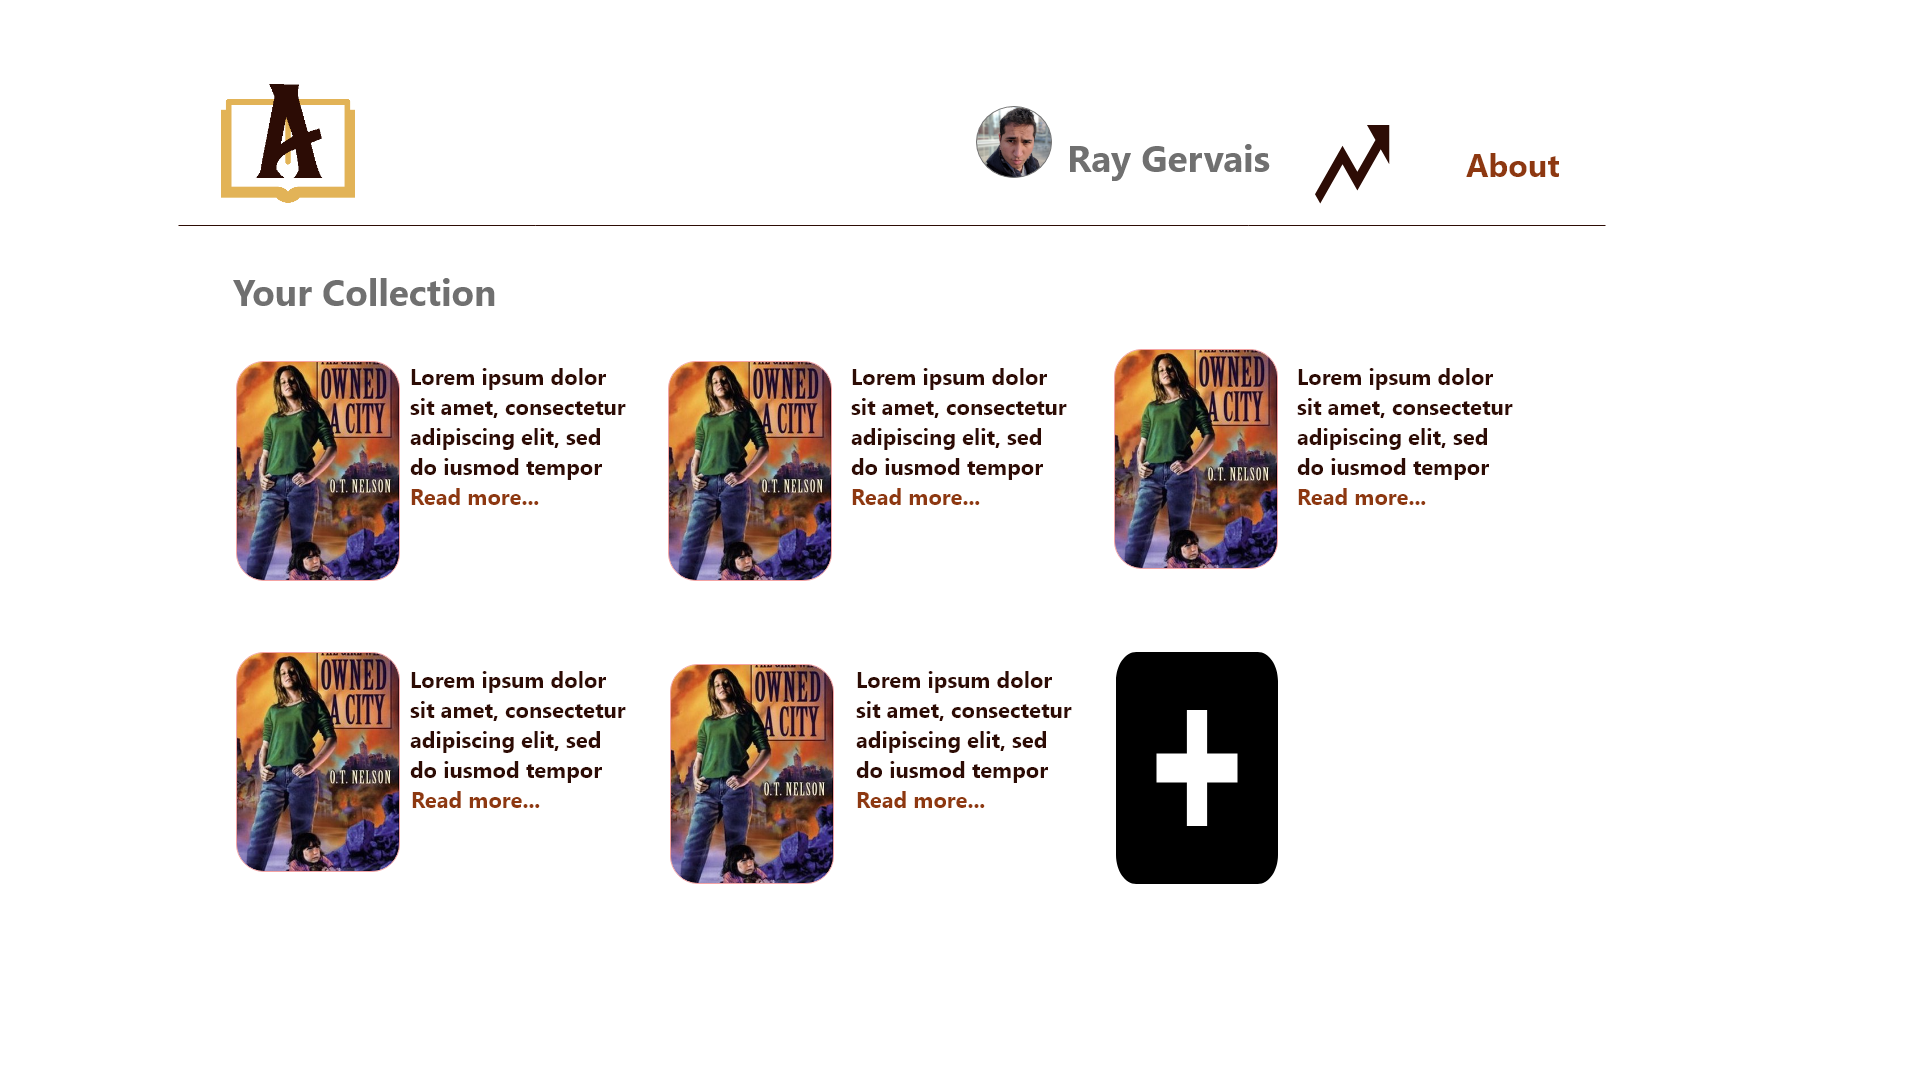 A
Ray Gervais
About
Your Collection
OWNED
A CITY
O.T. NELSON
Lorem ipsum dolor
sit amet, consectetur
adipiscing elit, sed
do iusmod tempor
Read more...
OWNED
A CITY
O.T. NELSON
Lorem ipsum dolor
sit amet, consectetur
adipiscing elit, sed
do iusmod tempor
Read more...
OWNED
A CITY
O.T. NELSON
Lorem ipsum dolor
sit amet, consectetur
adipiscing elit, sed
do iusmod tempor
Read more...
OWNED
A CITY
O.T. NELSON
Lorem ipsum dolor
sit amet, consectetur
adipiscing elit, sed
do iusmod tempor
Read more...
OWNED
A CITY
O.T. NELSON
Lorem ipsum dolor
sit amet, consectetur
adipiscing elit, sed
do iusmod tempor
Read more...